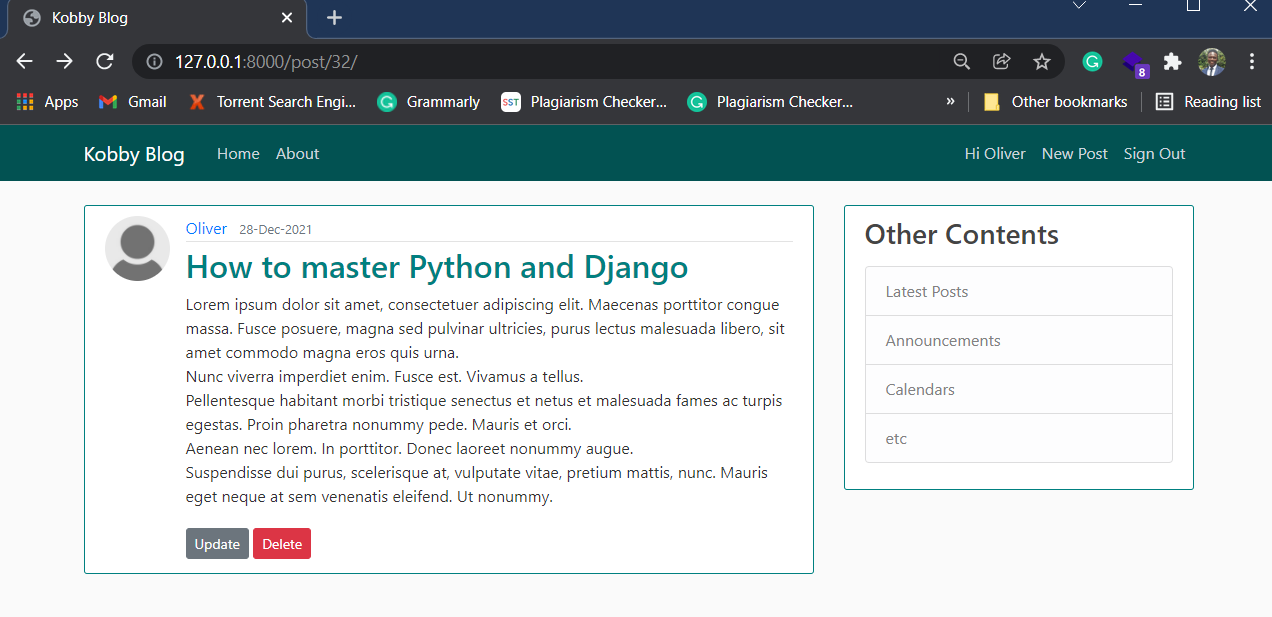 Kobby Blog
127.0.0.1:8000/post/32/
8
Apps Gmail Torrent Search Engi... Grammarly SST Plagiarism Checker... Plagiarism Checker... » Other bookmarks Reading list
Kobby Blog Home About Hi Oliver New Post Sign Out
Oliver 28-Dec-2021
How to master Python and Django
Lorem ipsum dolor sit amet, consectetuer adipiscing elit. Maecenas porttitor congue
massa. Fusce posuere, magna sed pulvinar ultricies, purus lectus malesuada libero, sit
amet commodo magna eros quis urna.
Nunc viverra imperdiet enim. Fusce est. Vivamus a tellus.
Pellentesque habitant morbi tristique senectus et netus et malesuada fames ac turpis
egestas. Proin pharetra nonummy pede. Mauris et orci.
Aenean nec lorem. In porttitor. Donec laoreet nonummy augue.
Suspendisse dui purus, scelerisque at, vulputate vitae, pretium mattis, nunc. Mauris
eget neque at sem venenatis eleifend. Ut nonummy.
Update Delete
Other Contents
Latest Posts
Announcements
Calendars
etc